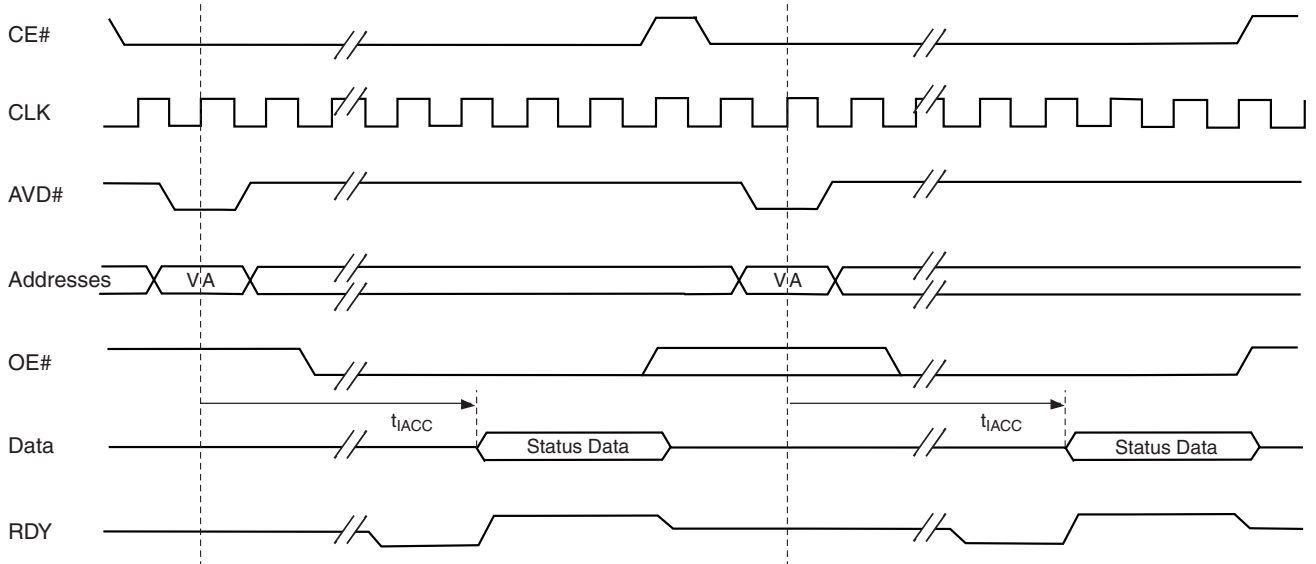 CE#
CLK
AVD#
Addresses
VA VA
OE#
tIACC tIACC
Data Status Data Status Data
RDY